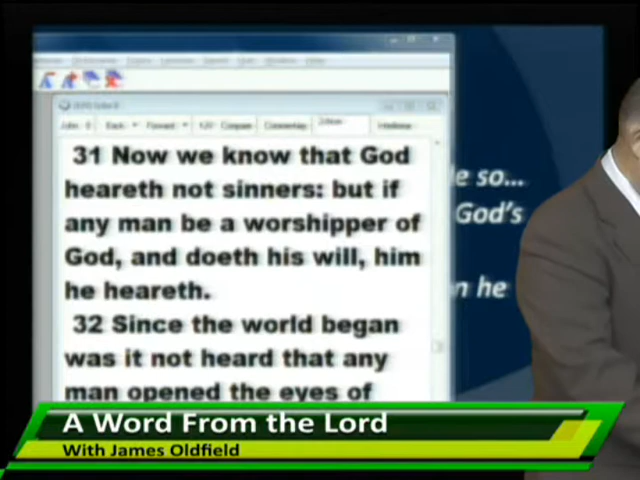 31 Now we know that God
heareth not sinners: but if
any man be a worshipper of
God, and doeth his will, him
he heareth.
32 Since the world began
was it not heard that any
man opened the eyes of
e so...
God's
n he
A Word From the Lord
With James Oldfield